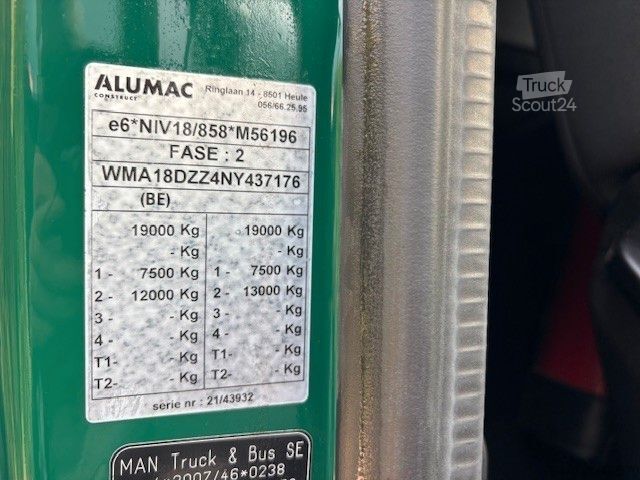 ALUMAC
CONSTRUCT
Ringlaan 14 - 8501 Heule
056/66.25.95
e6*NIV18/858*M56196
FASE : 2
WMA18DZZ4NY437176
(BE)
19000 Kg 19000 Kg
- Kg - Kg
1 - 7500 Kg 1 - 7500 Kg
2 - 12000 Kg 2 - 13000 Kg
3 - - Kg 3 - - Kg
4 - - Kg 4 - - Kg
T1- - Kg T1- - Kg
T2- - Kg T2- - Kg
serie nr : 21/43932
MAN Truck & Bus SE
2007/46*0238
Truck
Scout24